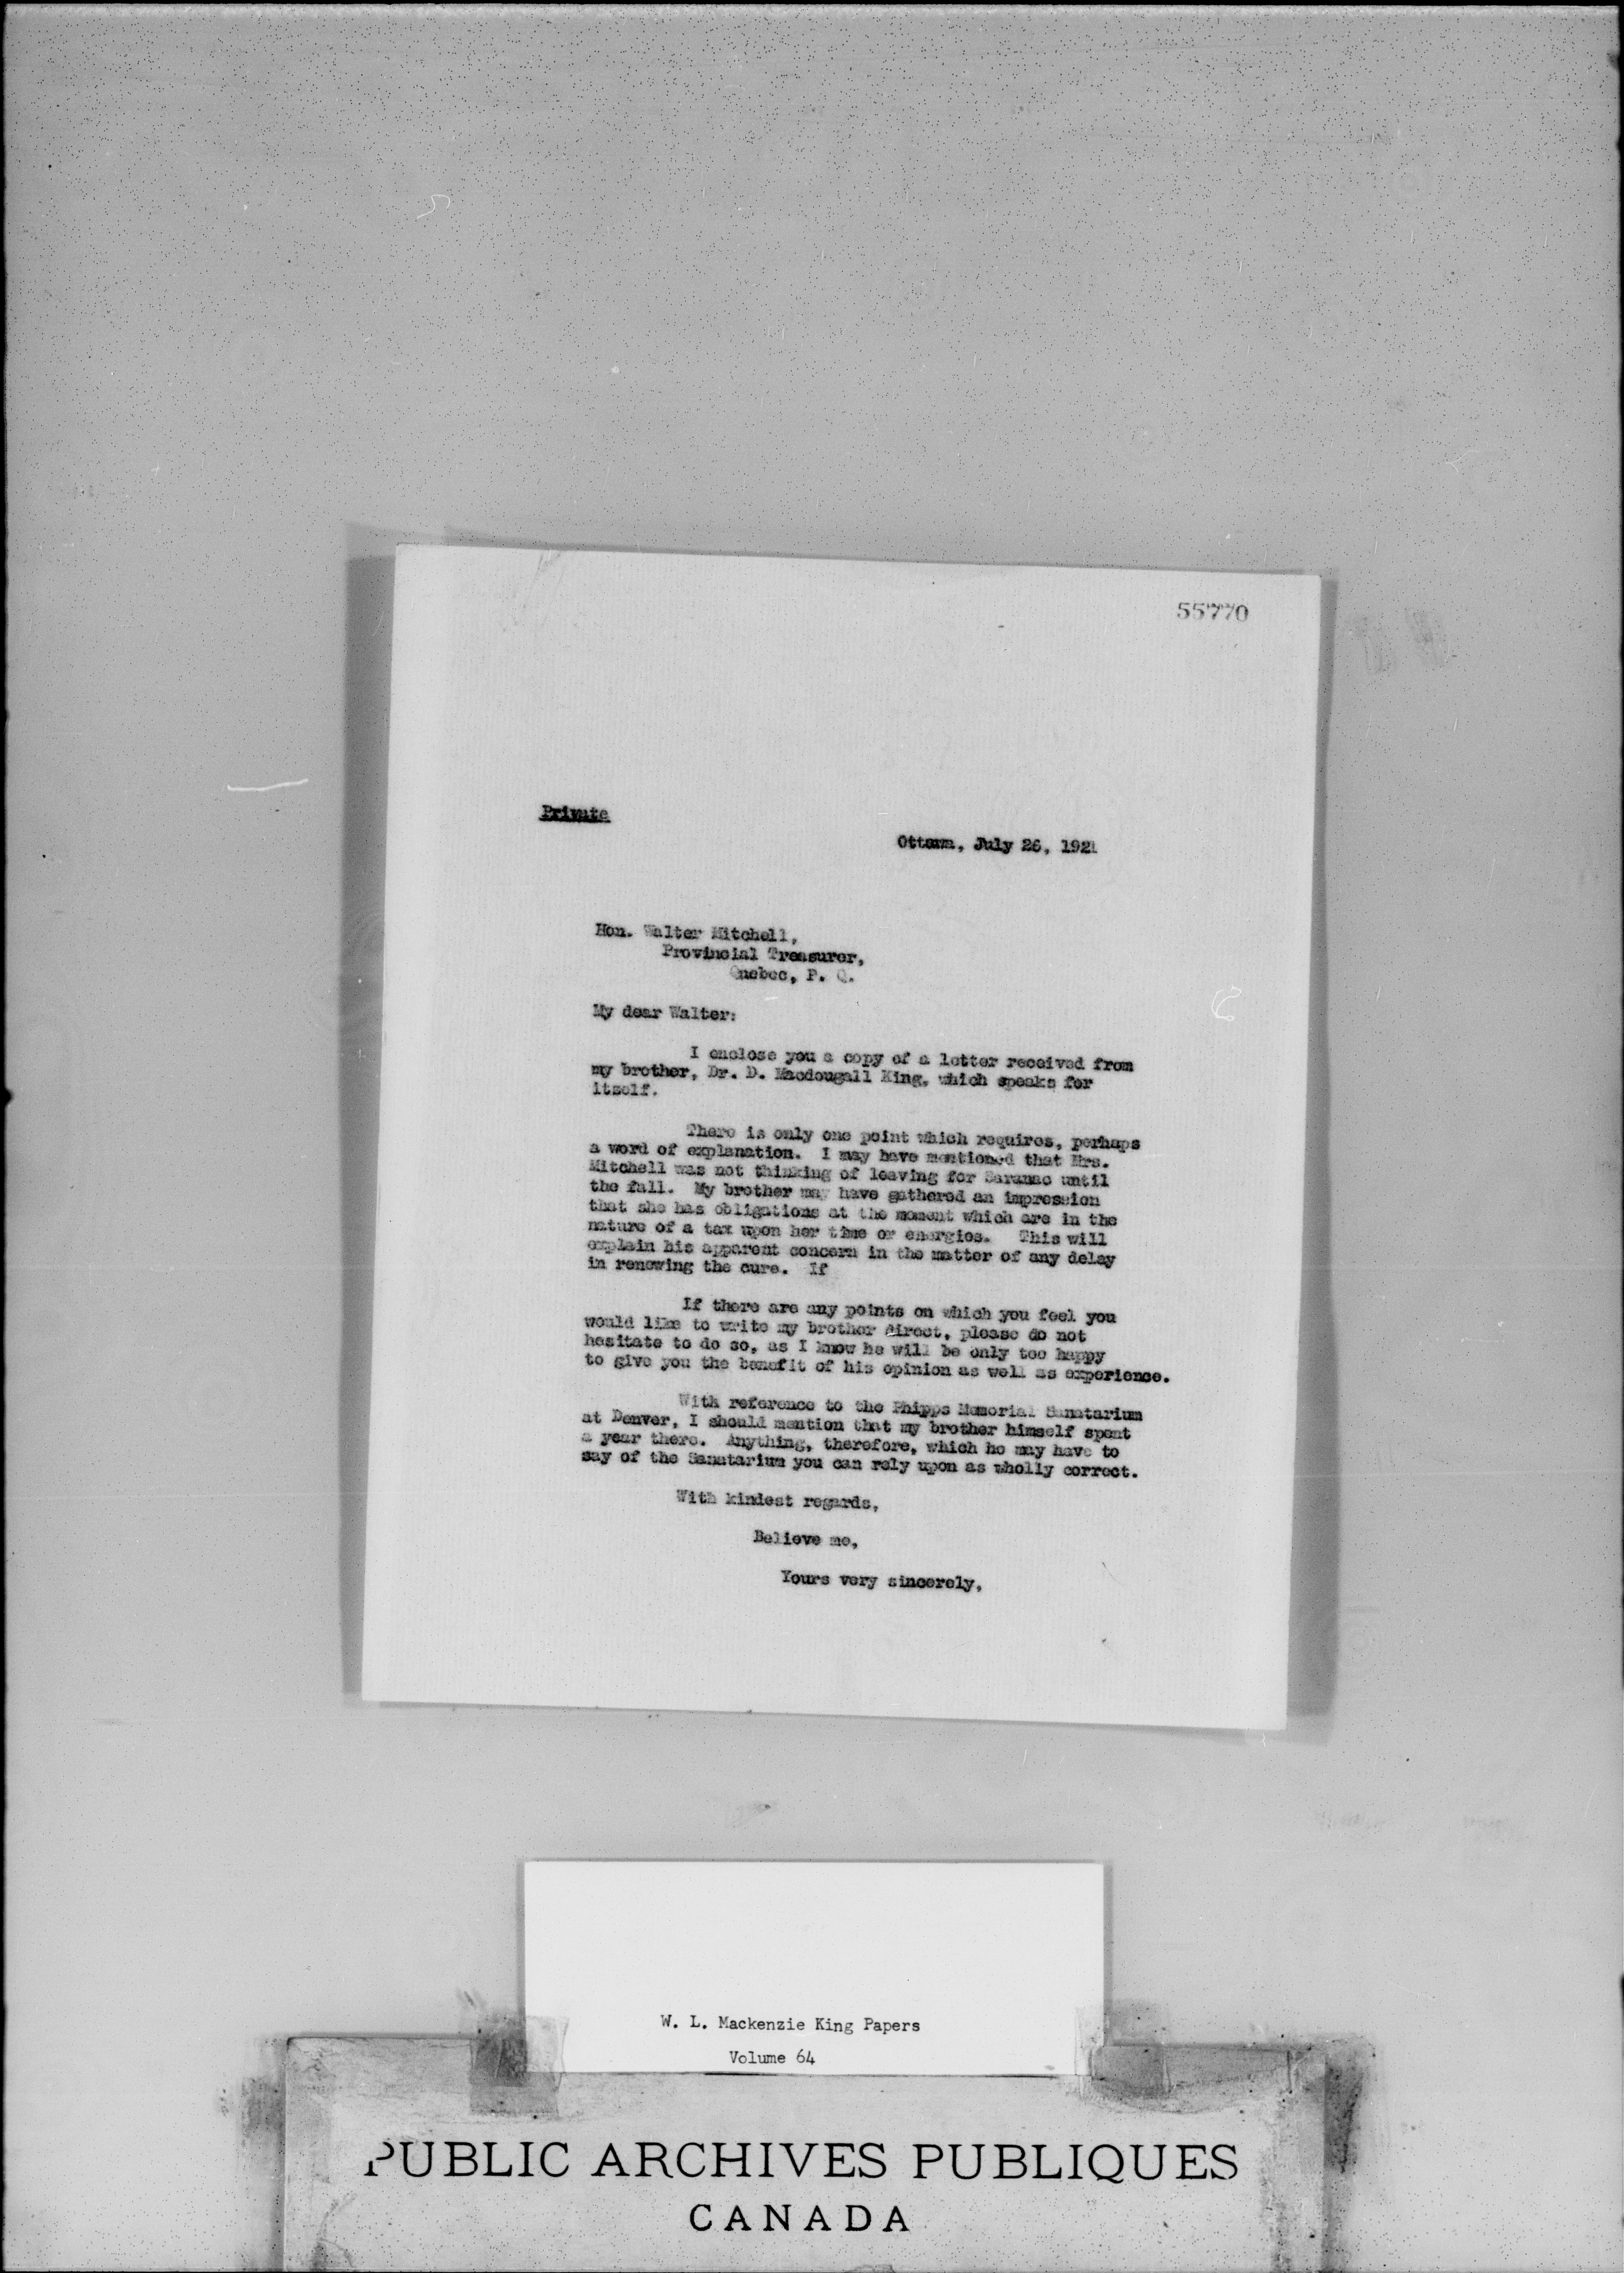 55770
Private
Ottawa, July 26, 1921
Hon. Walter Mitchell,
Provincial Treasurer,
Quebec, P. Q.
My dear Walter:
I enclose you a copy of a letter received from
my brother, Dr. D. Macdougall King, which speaks for
itself.
There is only one point which requires, perhaps
a word of explanation. I may have mentioned that Mrs.
Mitchell was not thinking of leaving for Saranac until
the fall. My brother may have gathered an impression
that she has obligations at the moment which are in the
nature of a tax upon her time or energies. This will
explain his apparent concern in the matter of any delay
in renewing the cure. If
If there are any points on which you feel you
would like to write my brother direct, please do not
hesitate to do so, as I know he will be only too happy
to give you the benefit of his opinion as well as experience.
With reference to the Phipps Memorial Sanatarium
at Denver, I should mention that my brother himself spent
a year there. Anything, therefore, which he may have to
say of the Sanatarium you can rely upon as wholly correct.
With kindest regards,
Believe me,
Yours very sincerely,
W. L. Mackenzie King Papers
Volume 64
PUBLIC ARCHIVES PUBLIQUES
CANADA